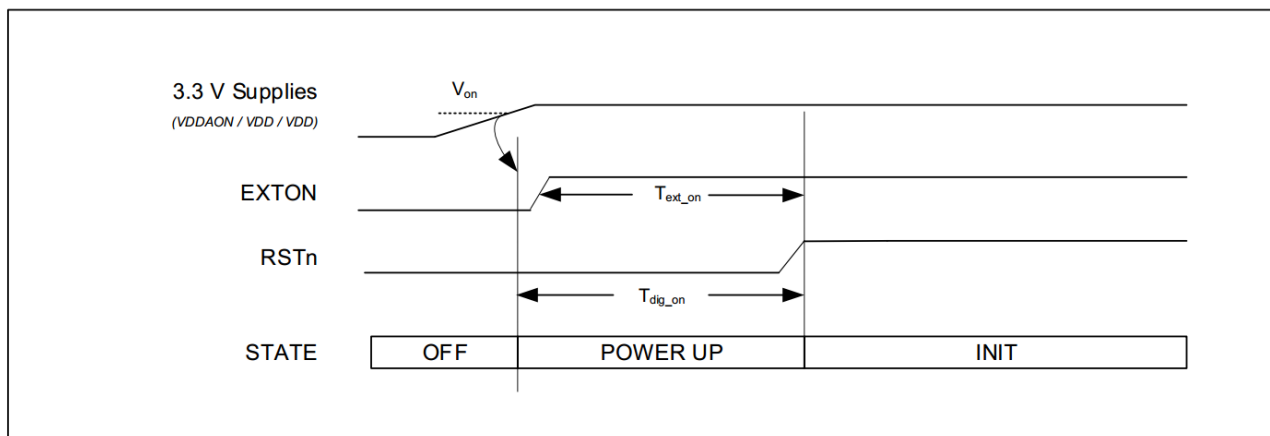 3.3 V Supplies
(VDDAON / VDD / VDD)
Von
EXTON
Text_on
RSTn
Tdig_on
STATE
OFF
POWER UP
INIT